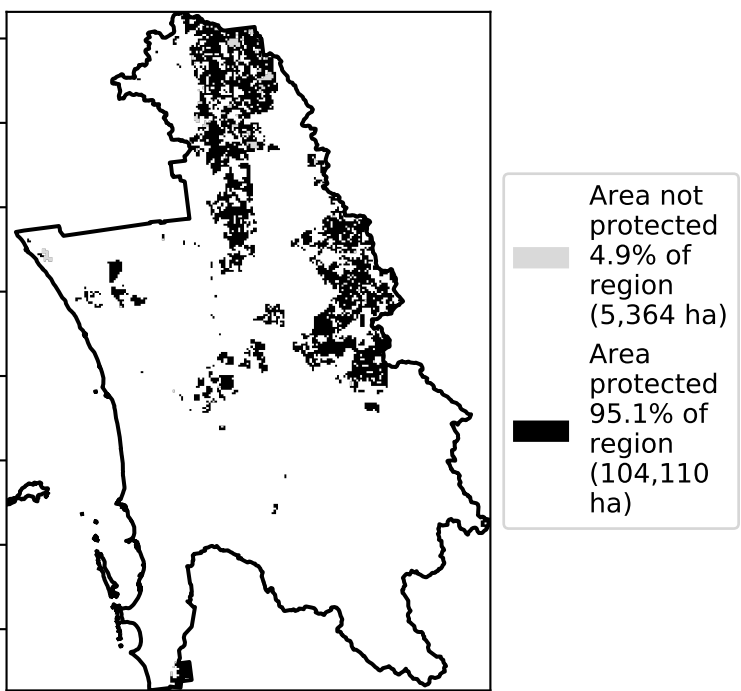 Area not
protected
4.9% of
region
(5,364 ha)
Area
protected
95.1% of
region
(104,110
ha)